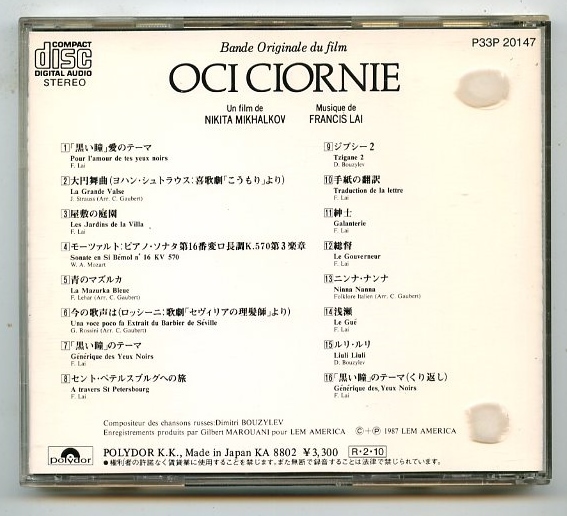 COMPACT
disc
DIGITAL AUDIO
STEREO
Bande Originale du film
OCI CIORNIE
P33P 20147
Un film de
NIKITA MIKHALKOV
Musique de
FRANCIS LAI
1 「黒い瞳」愛のテーマ
Pour l'amour de tes yeux noirs
F. Lai
2 大円舞曲(ヨハン・シュトラウス:喜歌劇「こうもり」より)
La Grande Valse
J. Strauss (Arr. C. Gaubert)
3 屋敷の庭園
Les Jardins de la Villa
F. Lai
4 モーツァルト:ピアノ・ソナタ第16番変ロ長調K.570第3楽章
Sonate en Si Bémol n° 16 KV 570
W. A. Mozart
5 青のマズルカ
La Mazurka Bleue
F. Lehar (Arr. C. Gaubert)
6 今の歌声は(ロッシーニ:歌劇「セヴィリアの理髪師」より)
Una voce poco fa Extrait du Barbier de Séville
G. Rossini (Arr. C. Gaubert)
7 「黒い瞳」のテーマ
Générique des Yeux Noirs
F. Lai
8 セント・ペテルスブルグへの旅
A travers St Petersbourg
F. Lai
9 ジプシー2
Tzigane 2
D. Bouzylev
10 手紙の翻訳
Traduction de la lettre
F. Lai
11 紳士
Galanterie
F. Lai
12 総督
Le Gouverneur
F. Lai
13 ニンナ・ナンナ
Ninna Nanna
Folklore Italien (Arr. C. Gaubert)
14 浅瀬
Le Gué
F. Lai
15 ルリ・ルリ
Liuli Liuli
D. Bouzylev
16 「黒い瞳」のテーマ(くり返し)
Générique des Yeux Noirs
F. Lai
Compositeur des chansons russes:Dimitri BOUZYLEV
Enregistrements produits par Gilbert MAROUANI pour LEM AMERICA
Ⓒ+Ⓟ 1987 LEM AMERICA
polydor
POLYDOR K.K., Made in Japan KA 8802 ¥3,300
R・2・10
●権利者の許諾なく賃貸業に使用することを禁じます。また無断で録音することは法律で禁じられています。